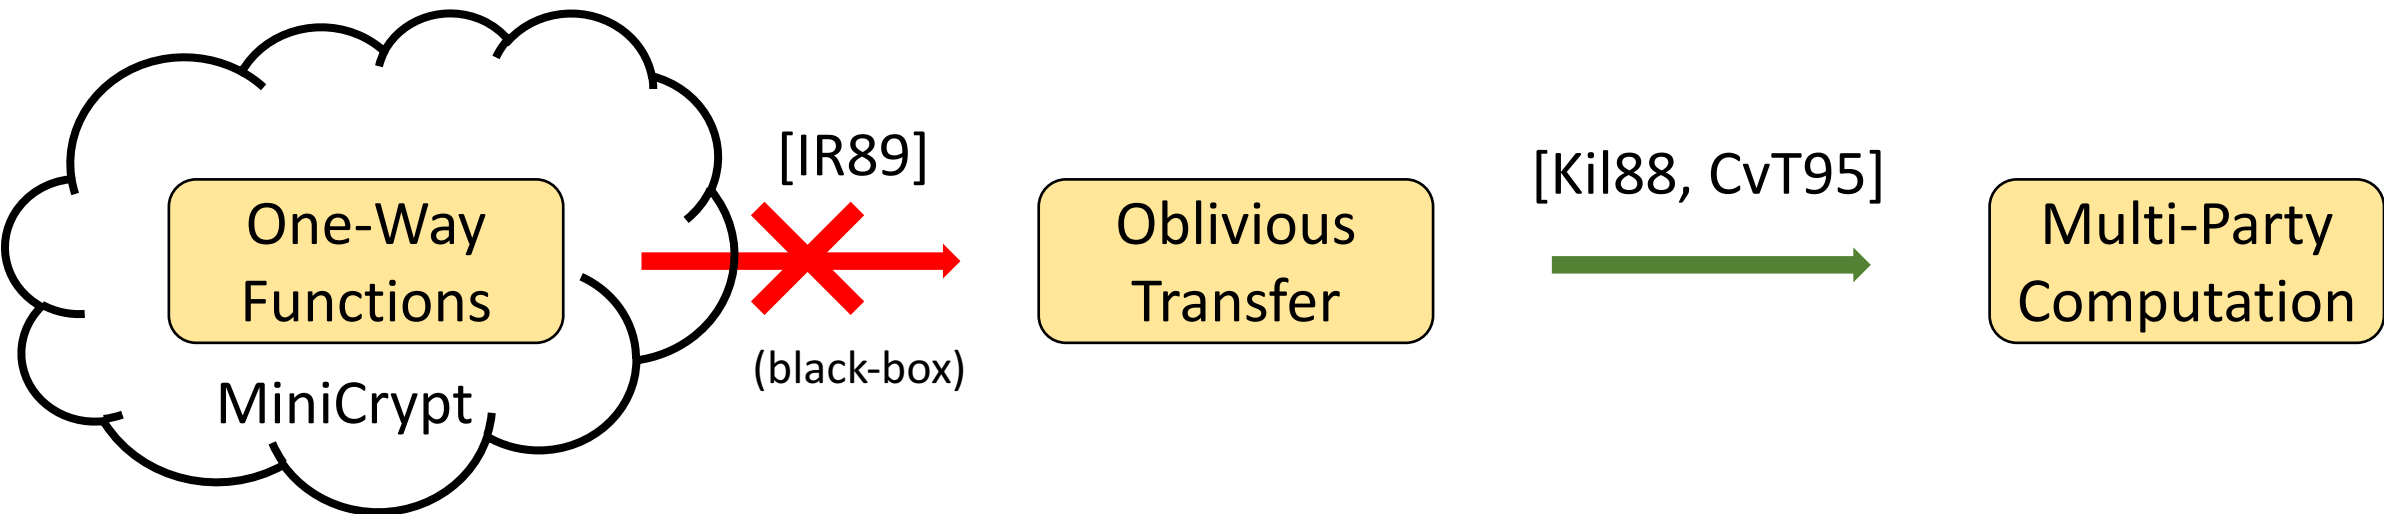 One-Way
Functions
MiniCrypt
[IR89]
(black-box)
Oblivious
Transfer
[Kil88, CvT95]
Multi-Party
Computation